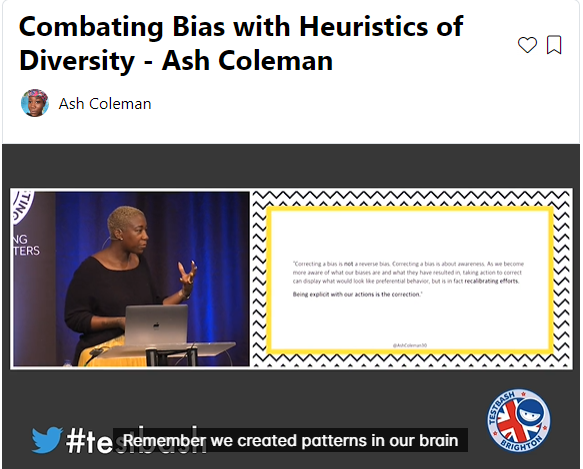 Combating Bias with Heuristics of
Diversity - Ash Coleman
Ash Coleman
NG
TERS
"Correcting a bias is not a reverse bias. Correcting a bias is about awareness. As we become
more aware of what our biases are and what they have resulted in, taking action to correct
can display what would look like preferential behavior, but is in fact recalibrating efforts.
Being explicit with our actions is the correction."
@AshColeman30
#testbash
Remember we created patterns in our brain
TESTBASH
BRIGHTON